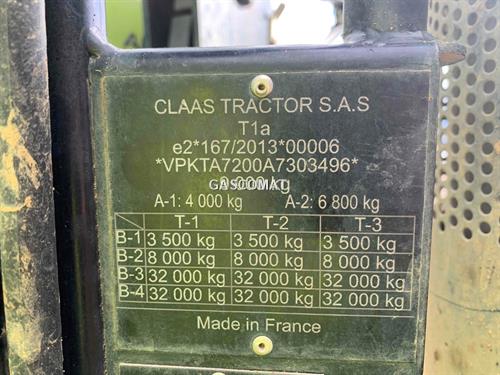 CLAAS TRACTOR S.A.S
T1a
e2*167/2013*00006
*VPKTA7200A7303496*
GASCOMAT
kg
A-1: 4 000 kg A-2: 6 800 kg
T-1 T-2 T-3
B-1 3 500 kg 3 500 kg 3 500 kg
B-2 8 000 kg 8 000 kg 8 000 kg
B-3 32 000 kg 32 000 kg 32 000 kg
B-4 32 000 kg 32 000 kg 32 000 kg
Made in France